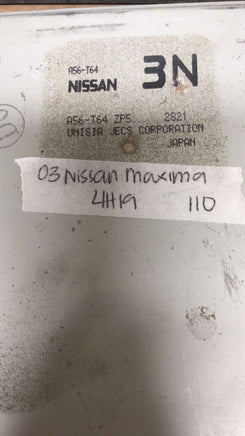 A56-T64
NISSAN 3N
A56-T64 ZP5 2821
UNISIA JECS CORPORATION
JAPAN
03 Nissan maxima
4H19 110